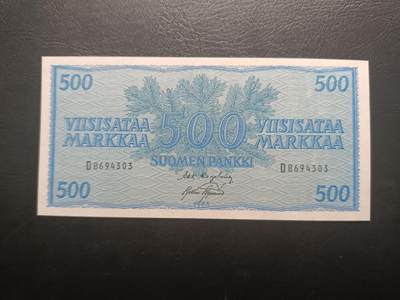 500 500
VIISISATAA 500 VIISISATAA
MARKKAA MARKKAA
SUOMEN PANKKI
D8694303 D8694303
500 500